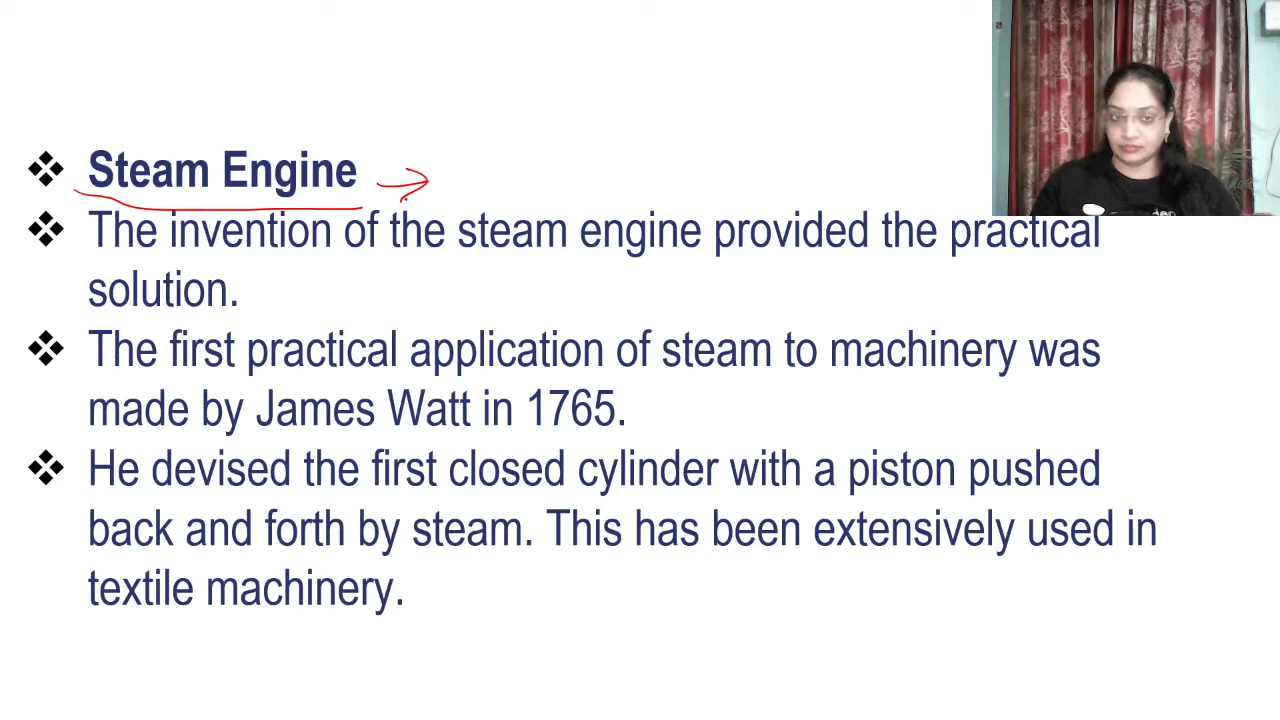 Steam Engine
The invention of the steam engine provided the practical
solution.
The first practical application of steam to machinery was
made by James Watt in 1765.
He devised the first closed cylinder with a piston pushed
back and forth by steam. This has been extensively used in
textile machinery.